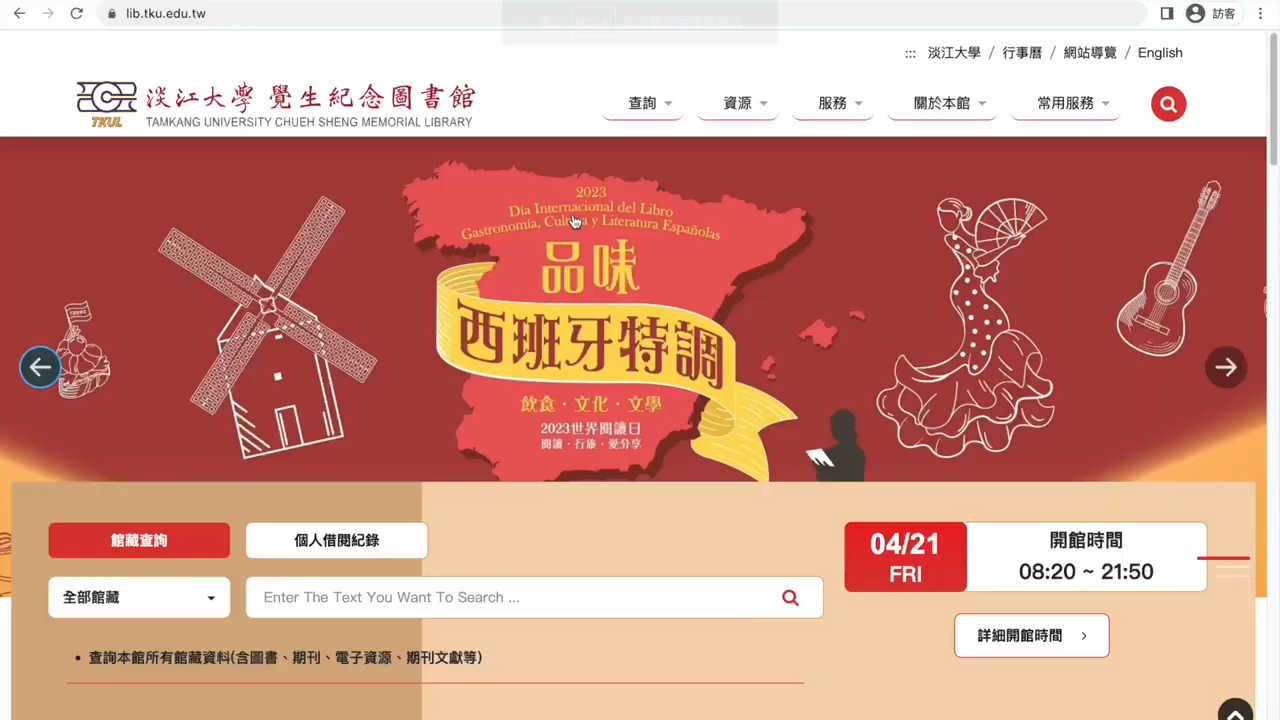 lib.tku.edu.tw
訪客
::: 淡江大學 / 行事曆 / 網站導覽 / English
淡江大學 覺生紀念圖書館
TKUL
TAMKANG UNIVERSITY CHUEH SHENG MEMORIAL LIBRARY
查詢
資源
服務
關於本館
常用服務
2023
Día Internacional del Libro
Gastronomía, Cultura y Literatura Españolas
品味
西班牙特調
飲食・文化・文學
2023世界閱讀日
閱讀・行旅・愛分享
館藏查詢
個人借閱紀錄
04/21
FRI
開館時間
08:20 ~ 21:50
全部館藏
Enter The Text You Want To Search ...
詳細開館時間
• 查詢本館所有館藏資料(含圖書、期刊、電子資源、期刊文獻等)